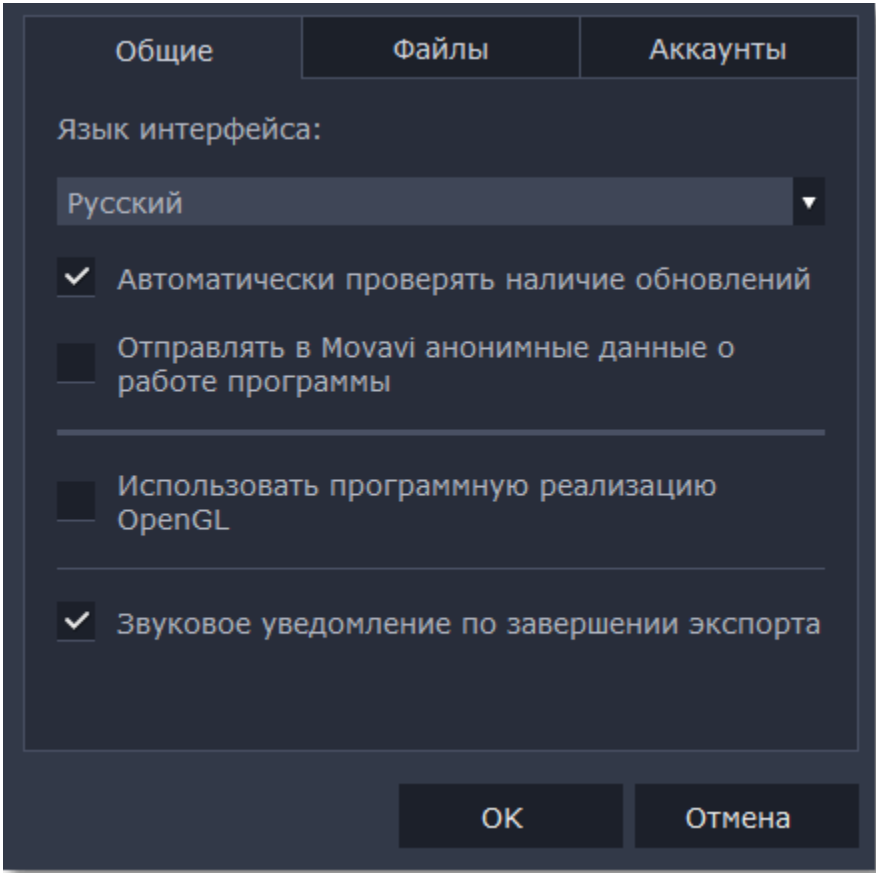 Общие Файлы Аккаунты
Язык интерфейса:
Русский
Автоматически проверять наличие обновлений
Отправлять в Movavi анонимные данные о
работе программы
Использовать программную реализацию
OpenGL
Звуковое уведомление по завершении экспорта
OK Отмена